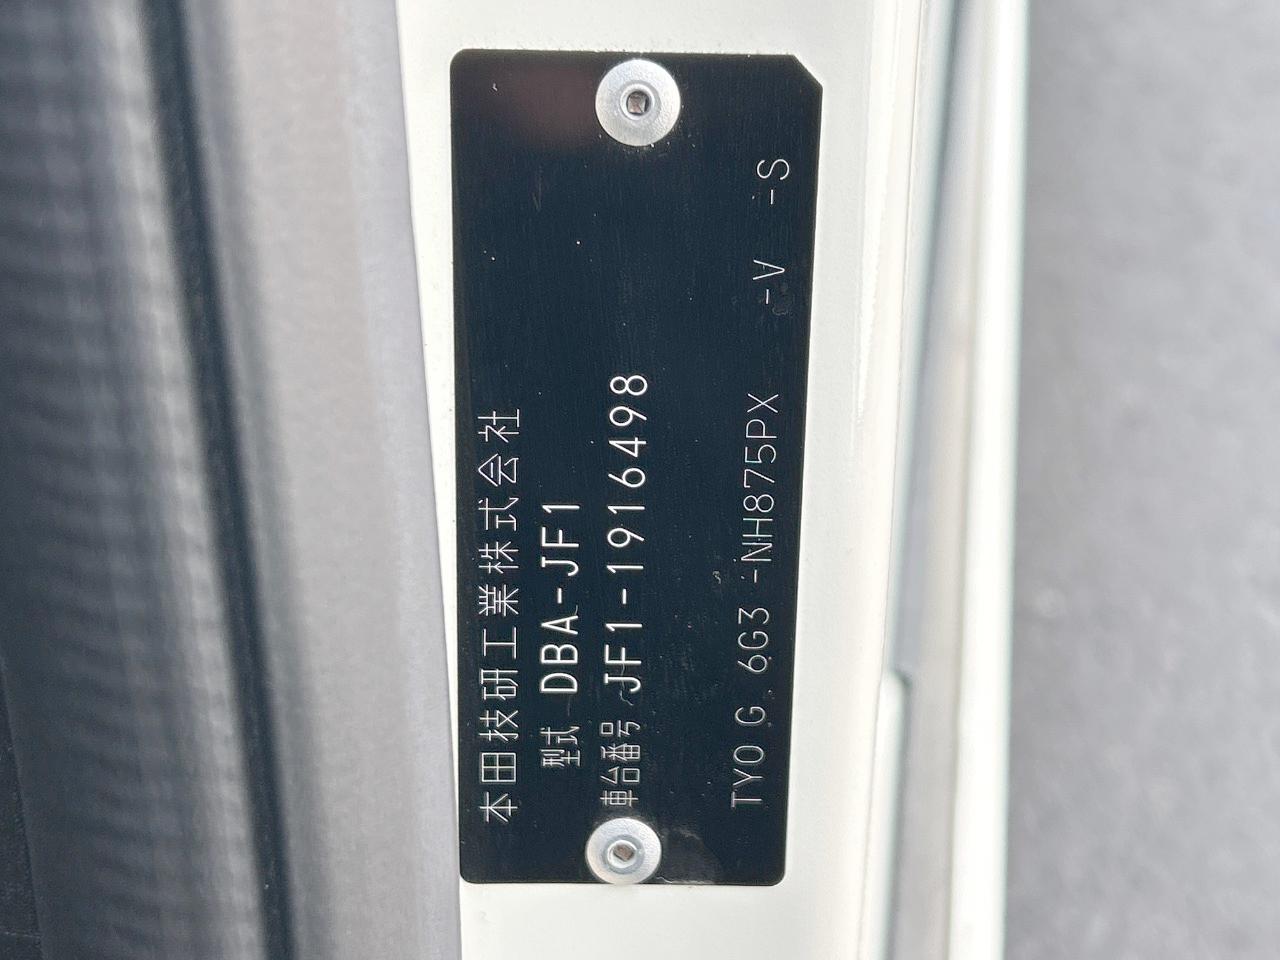 本田技研工業株式会社
型式 DBA-JF1
車台番号 JF1-1916498
TYO G. 6G3 -NH875PX -V -S